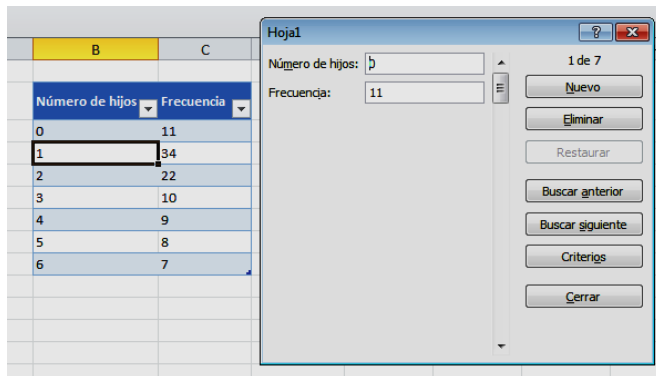 B C
Número de hijos Frecuencia
0 11
1 34
2 22
3 10
4 9
5 8
6 7
Hoja1
Número de hijos: 0
Frecuencia: 11
1 de 7
Nuevo
Eliminar
Restaurar
Buscar anterior
Buscar siguiente
Criterios
Cerrar